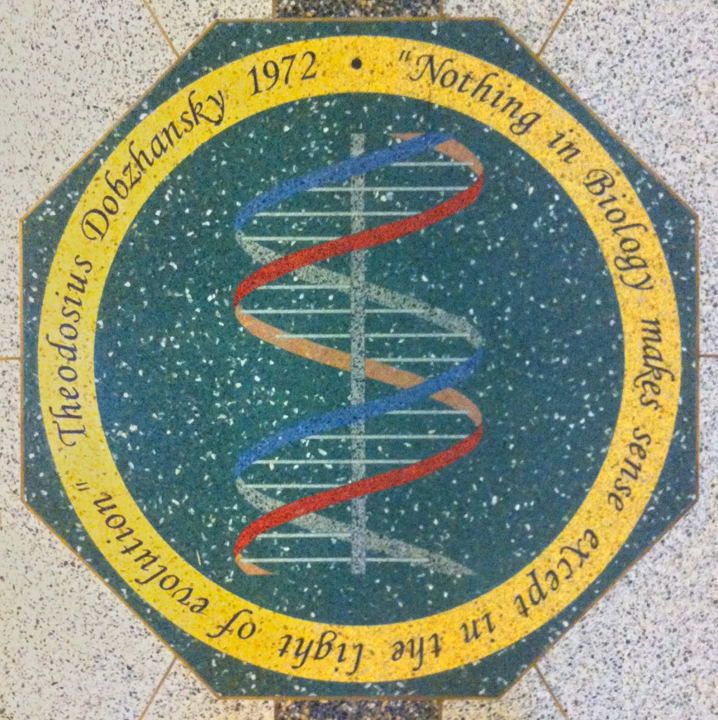 "Nothing in Biology makes sense except in the light of evolution" Theodosius Dobzhansky 1972 •